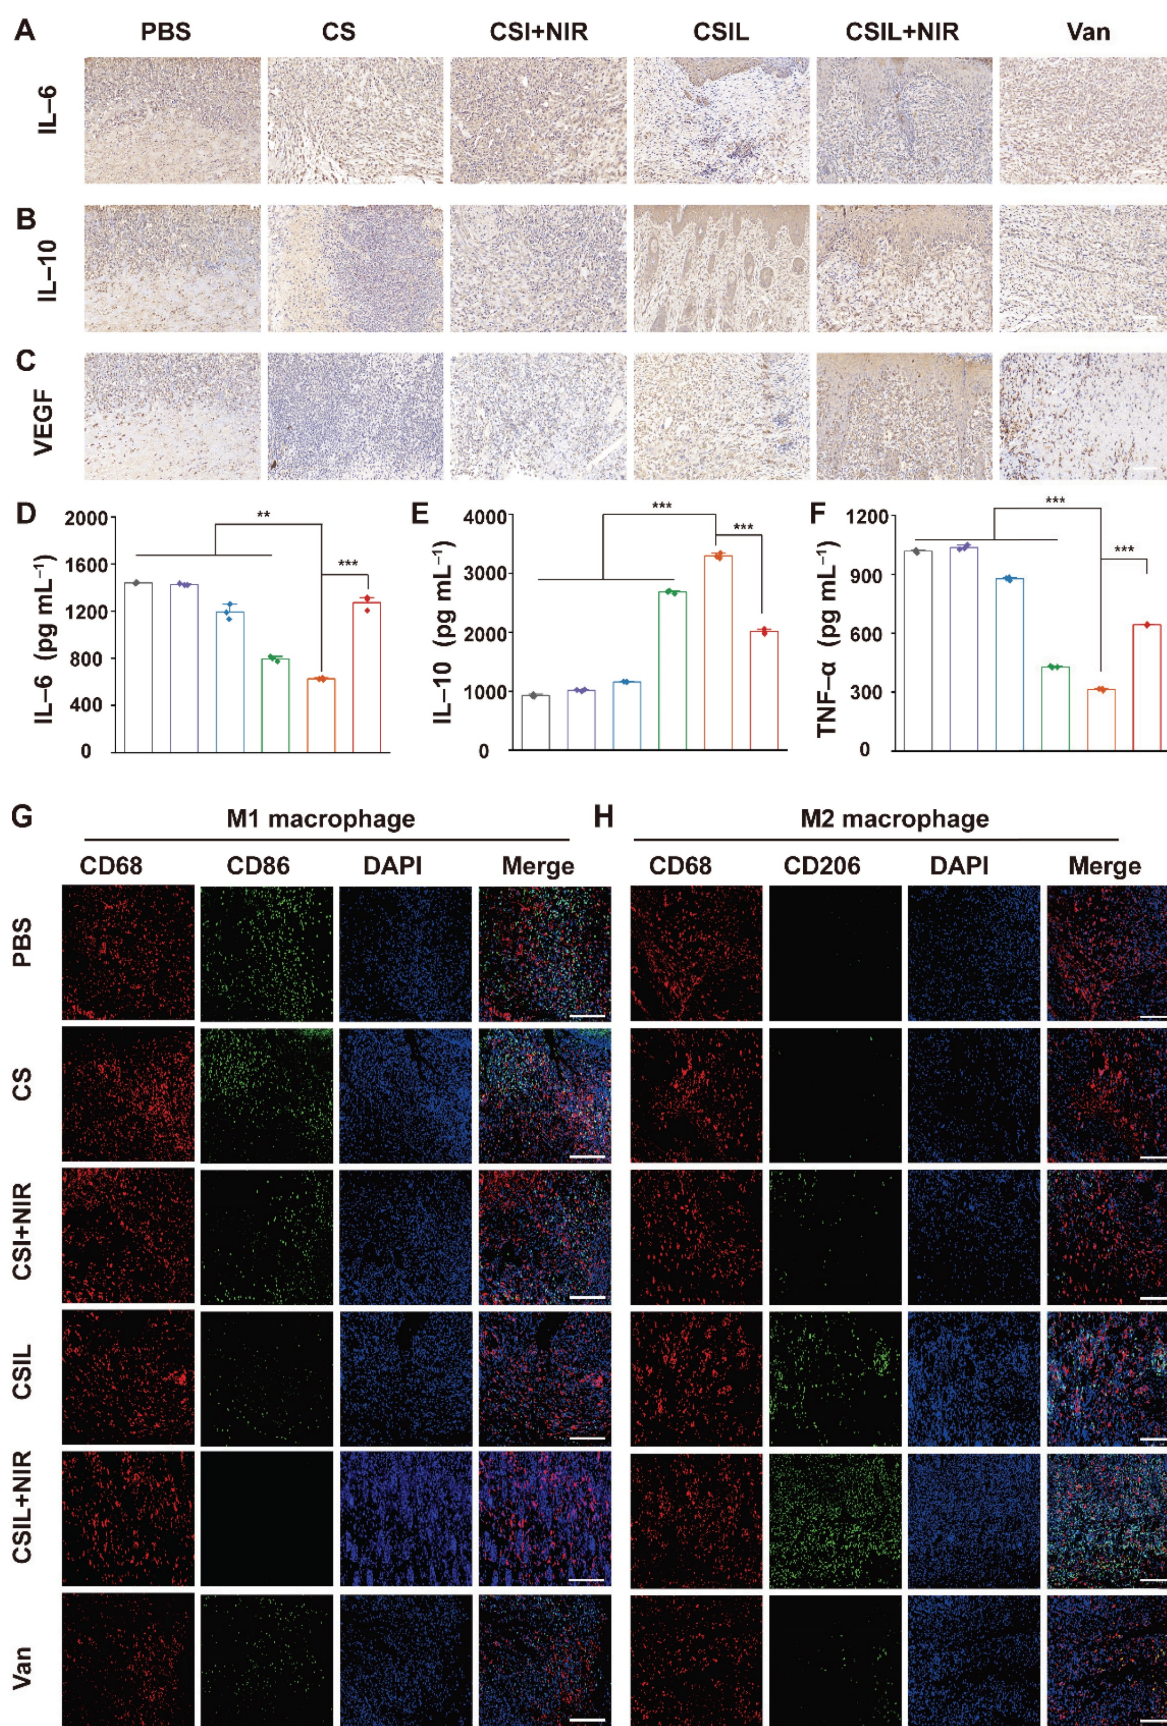 A PBS CS CSI+NIR CSIL CSIL+NIR Van
IL–6
B
IL–10
C
VEGF
D
IL–6 (pg mL⁻¹)
2000
1600
1200
800
400
0
**
***
E
IL–10 (pg mL⁻¹)
4000
3000
2000
1000
0
***
***
F
TNF–α (pg mL⁻¹)
1200
900
600
300
0
***
***
G M1 macrophage
CD68 CD86 DAPI Merge
H M2 macrophage
CD68 CD206 DAPI Merge
PBS
CS
CSI+NIR
CSIL
CSIL+NIR
Van